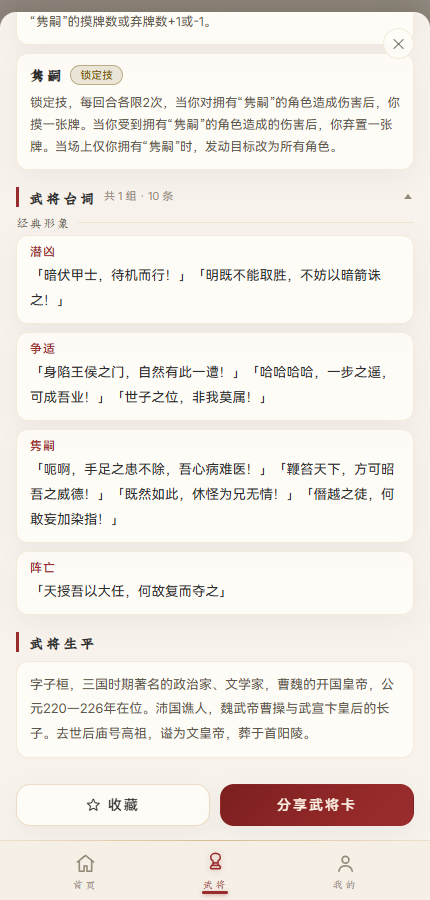 “隽嗣”的摸牌数或弃牌数+1或-1。
隽嗣 锁定技
锁定技，每回合各限2次，当你对拥有“隽嗣”的角色造成伤害后，你
摸一张牌。当你受到拥有“隽嗣”的角色造成的伤害后，你弃置一张
牌。当场上仅你拥有“隽嗣”时，发动目标改为所有角色。
武将台词 共 1 组 · 10 条
经典形象
潜凶
「暗伏甲士，待机而行！」「明既不能取胜，不妨以暗箭诛
之！」
争适
「身陷王侯之门，自然有此一遭！」「哈哈哈哈，一步之遥，
可成吾业！」「世子之位，非我莫属！」
隽嗣
「呃啊，手足之患不除，吾心病难医！」「鞭笞天下，方可昭
吾之威德！」「既然如此，休怪为兄无情！」「僭越之徒，何
敢妄加染指！」
阵亡
「天授吾以大任，何故复而夺之」
武将生平
字子桓，三国时期著名的政治家、文学家，曹魏的开国皇帝，公
元220—226年在位。沛国谯人，魏武帝曹操与武宣卞皇后的长
子。去世后庙号高祖，谥为文皇帝，葬于首阳陵。
收藏 分享武将卡
首页 武将 我的